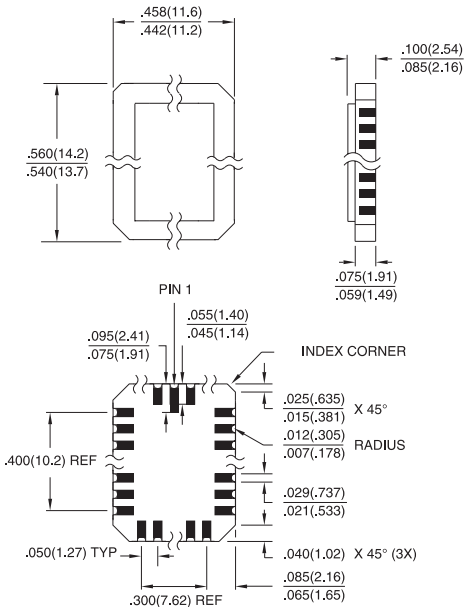 .458(11.6)
.442(11.2)
.100(2.54)
.085(2.16)
.560(14.2)
.540(13.7)
.075(1.91)
.059(1.49)
PIN 1
.055(1.40)
.045(1.14)
.095(2.41)
.075(1.91)
INDEX CORNER
.025(.635)
.015(.381) X 45°
.012(.305)
.007(.178) RADIUS
.400(10.2) REF
.029(.737)
.021(.533)
.050(1.27) TYP
.040(1.02) X 45° (3X)
.085(2.16)
.065(1.65)
.300(7.62) REF